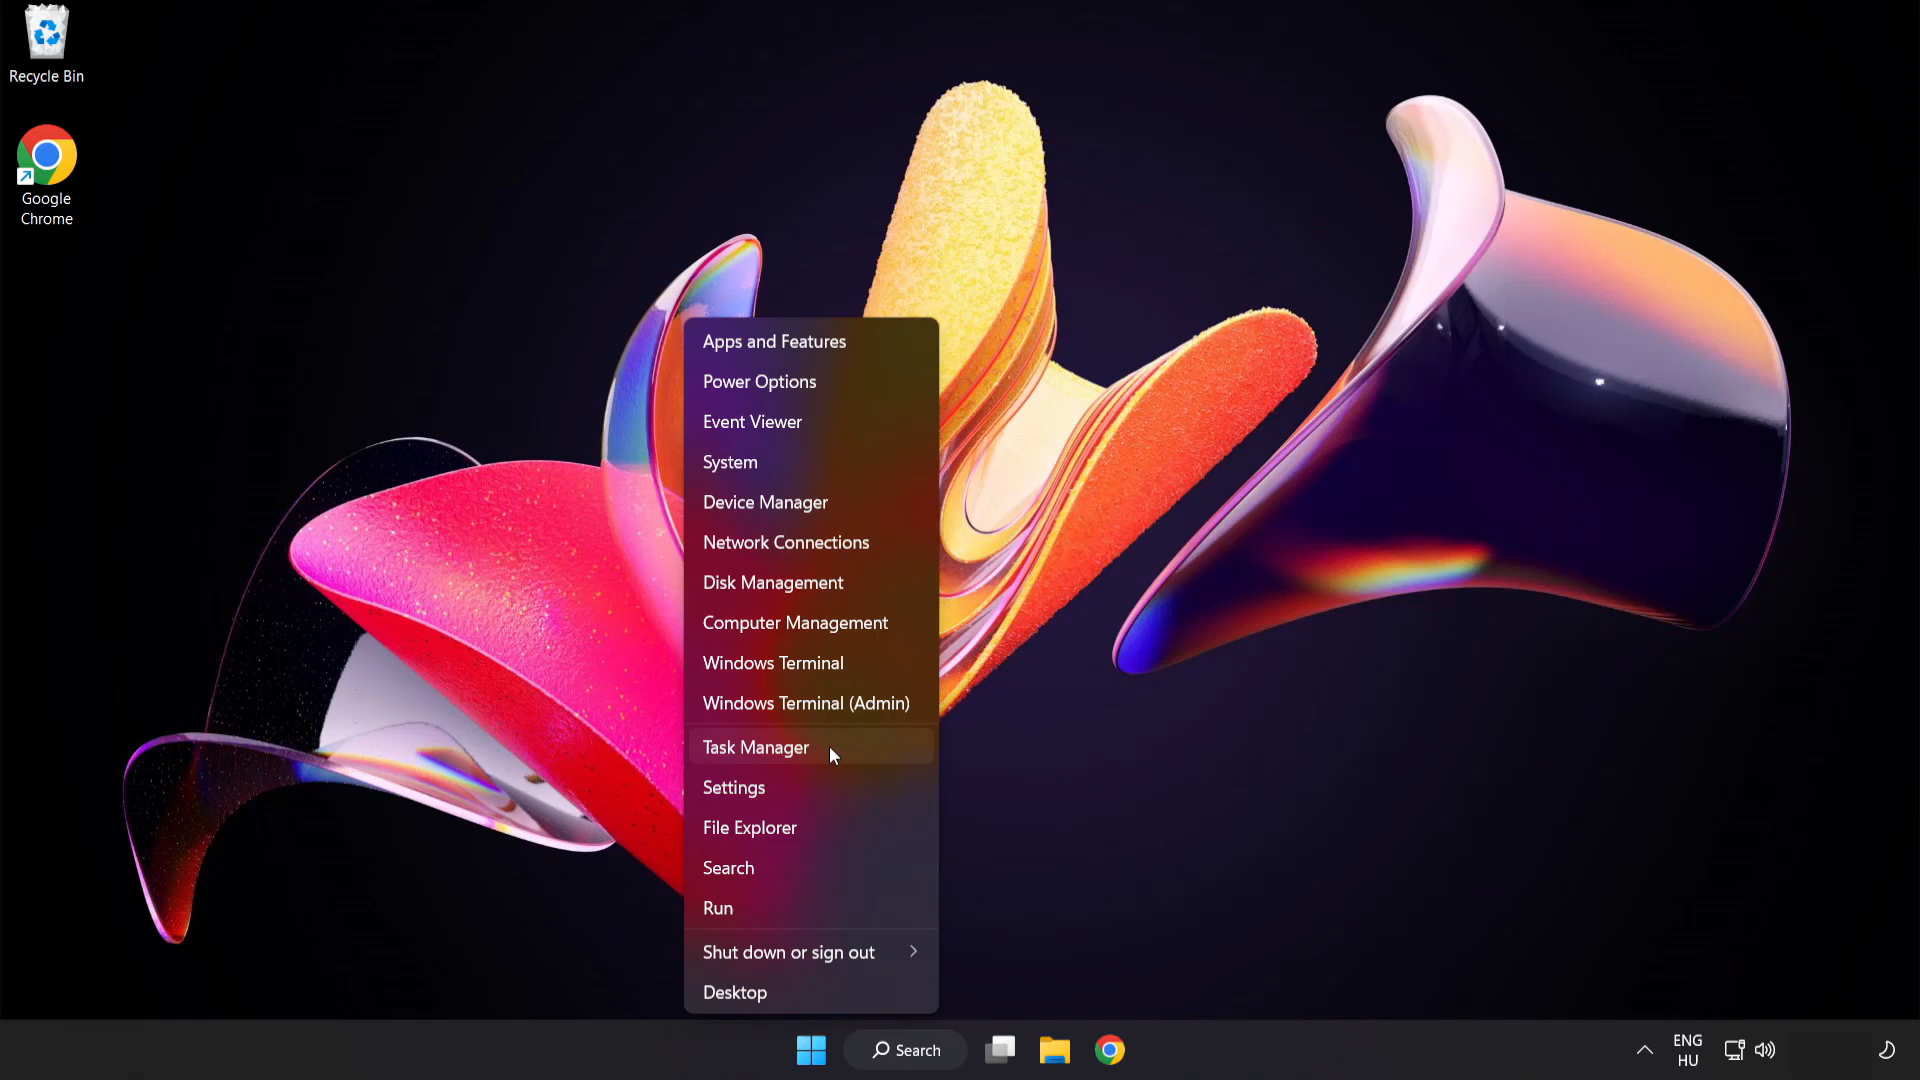 Recycle Bin
Google
Chrome
Apps and Features
Power Options
Event Viewer
System
Device Manager
Network Connections
Disk Management
Computer Management
Windows Terminal
Windows Terminal (Admin)
Task Manager
Settings
File Explorer
Search
Run
Shut down or sign out
Desktop
Search
ENG
HU